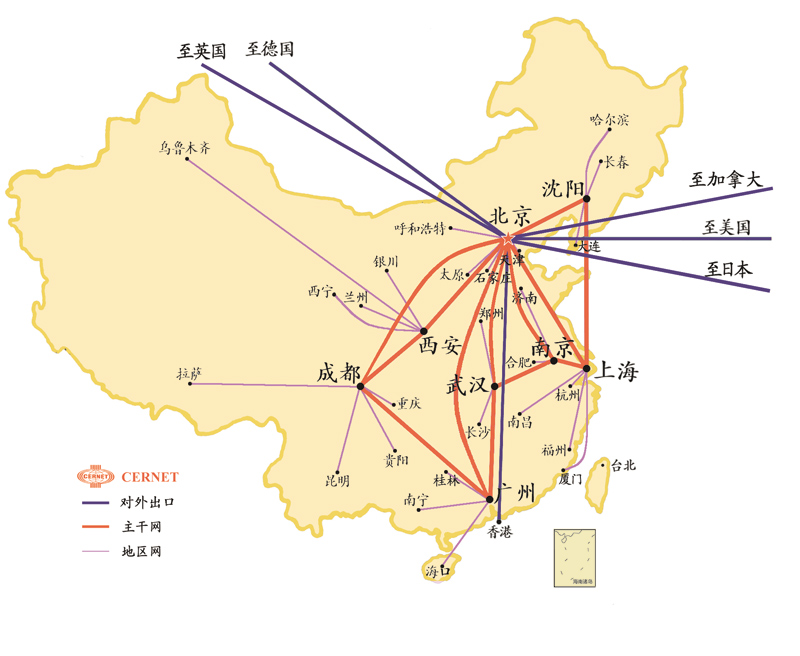 至英国
至德国
哈尔滨
乌鲁木齐
长春
至加拿大
沈阳
北京
呼和浩特
至美国
大连
天津
银川
太原
石家庄
至日本
西宁
兰州
济南
郑州
西安
南京
合肥
成都
上海
拉萨
武汉
杭州
重庆
南昌
长沙
福州
贵阳
台北
CERNET
CERNET
昆明
桂林
厦门
广州
对外出口
南宁
主干网
香港
地区网
海口
南海诸岛